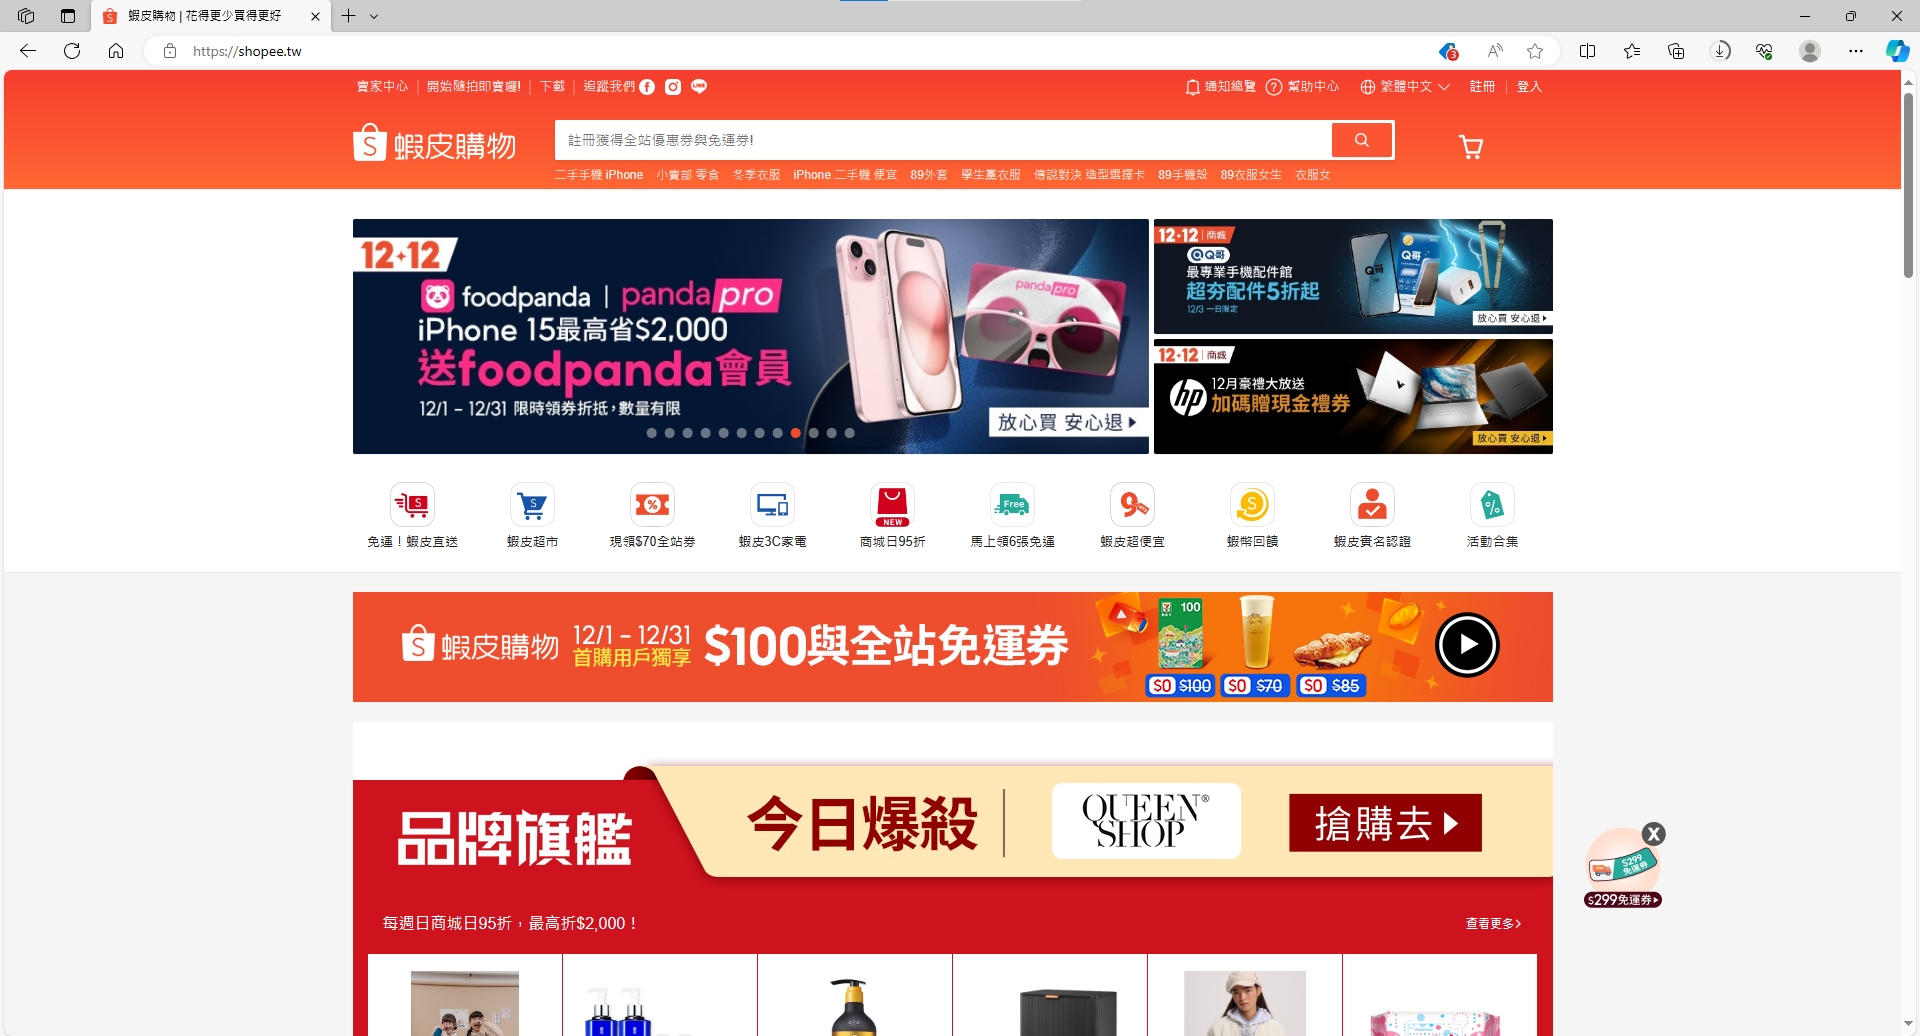 蝦皮購物 | 花得更少買得更好
https://shopee.tw
3
賣家中心 | 開始隨拍即賣囉! | 下載 | 追蹤我們
通知總覽 幫助中心 繁體中文 註冊 | 登入
蝦皮購物
註冊獲得全站優惠券與免運券!
二手手機 iPhone 小賣部 零食 冬季衣服 iPhone 二手機 便宜 89外套 學生黨衣服 傳說對決 造型選擇卡 89手機殼 89衣服女生 衣服女
12+12
foodpanda | pandapro
iPhone 15最高省$2,000
送foodpanda會員
12/1 - 12/31 限時領券折抵，數量有限
放心買 安心退
pandapro
12+12 | 商城
Q哥
最專業手機配件館
超夯配件5折起
12/3 一日限定
Q哥
Q哥
放心買 安心退
12+12 | 商城
hp
12月豪禮大放送
加碼贈現金禮券
放心買 安心退
NEW
Free
免運！蝦皮直送
蝦皮超市
現領$70全站券
蝦皮3C家電
商城日95折
馬上領6張免運
蝦皮超便宜
蝦幣回饋
蝦皮實名認證
活動合集
蝦皮購物
12/1 - 12/31
首購用戶獨享
$100與全站免運券
100
$0 $100
$0 $70
$0 $85
品牌旗艦
今日爆殺
QUEEN SHOP®
搶購去
每週日商城日95折，最高折$2,000！
查看更多
X
$299
免運券
$299免運券